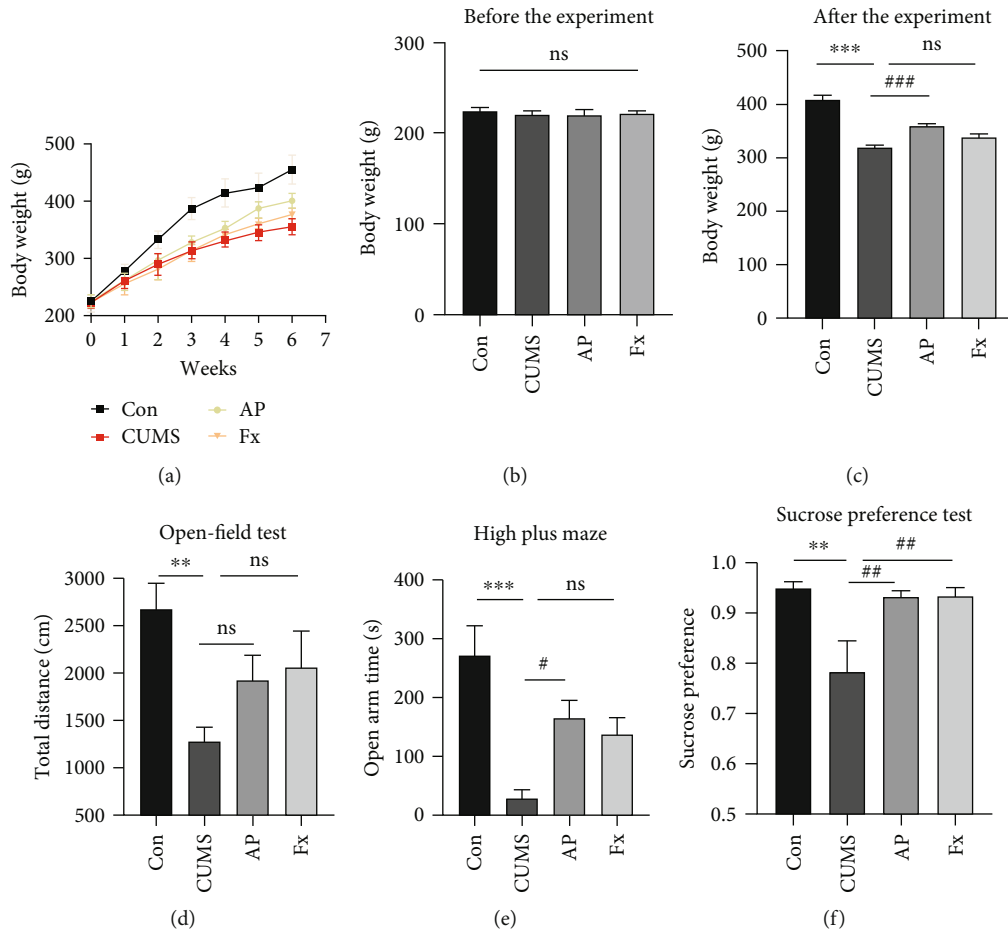 Body weight (g)
500
400
300
200
0 1 2 3 4 5 6 7
Weeks
Con
CUMS
AP
Fx
(a)
Before the experiment
Body weight (g)
300
200
100
0
ns
Con
CUMS
AP
Fx
(b)
After the experiment
Body weight (g)
500
400
300
200
100
0
*** ns
###
Con
CUMS
AP
Fx
(c)
Open-field test
Total distance (cm)
3000
2500
2000
1500
1000
500
** ns
ns
Con
CUMS
AP
Fx
(d)
High plus maze
Open arm time (s)
400
300
200
100
0
*** ns
#
Con
CUMS
AP
Fx
(e)
Sucrose preference test
Sucrose preference
1.0
0.9
0.8
0.7
0.6
0.5
** ##
##
Con
CUMS
AP
Fx
(f)